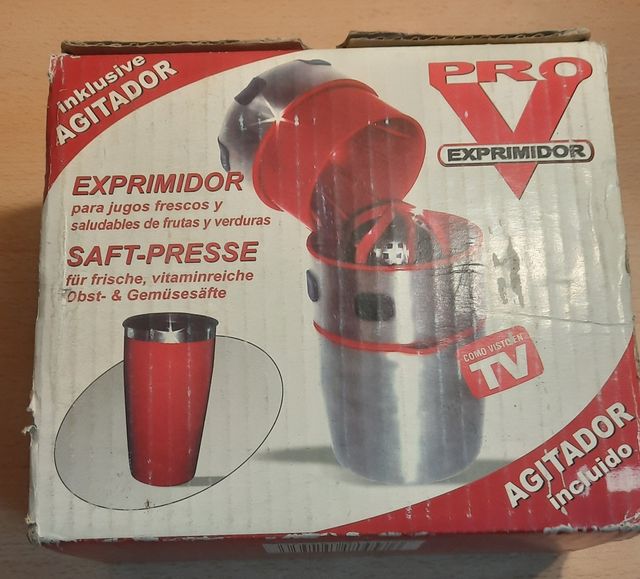 inklusive
AGITADOR
PRO
V
EXPRIMIDOR
EXPRIMIDOR
para jugos frescos y
saludables de frutas y verduras
SAFT-PRESSE
für frische, vitaminreiche
Obst- & Gemüsesäfte
COMO VISTO EN
TV
AGITADOR
incluido